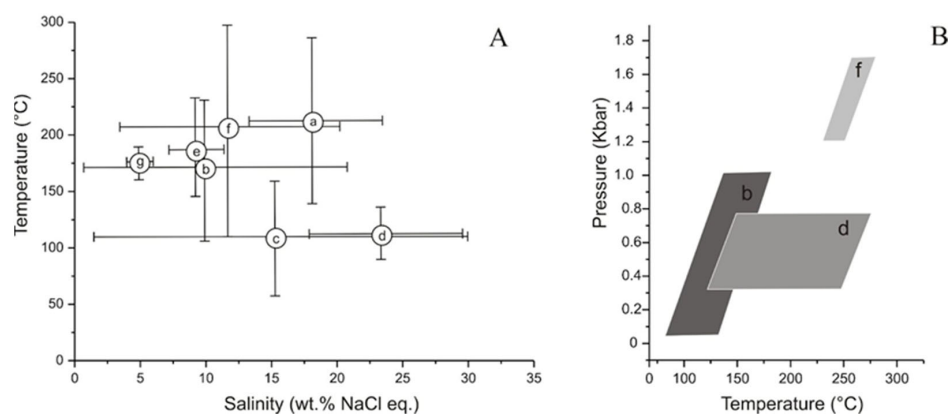 A
300
250
200
150
100
50
0
Temperature (°C)
a
f
e
g
b
c
d
0 5 10 15 20 25 30 35
Salinity (wt.% NaCl eq.)
B
1.8
1.6
1.4
1.2
1.0
0.8
0.6
0.4
0.2
0
Pressure (Kbar)
f
b
d
0 100 150 200 250 300
Temperature (°C)